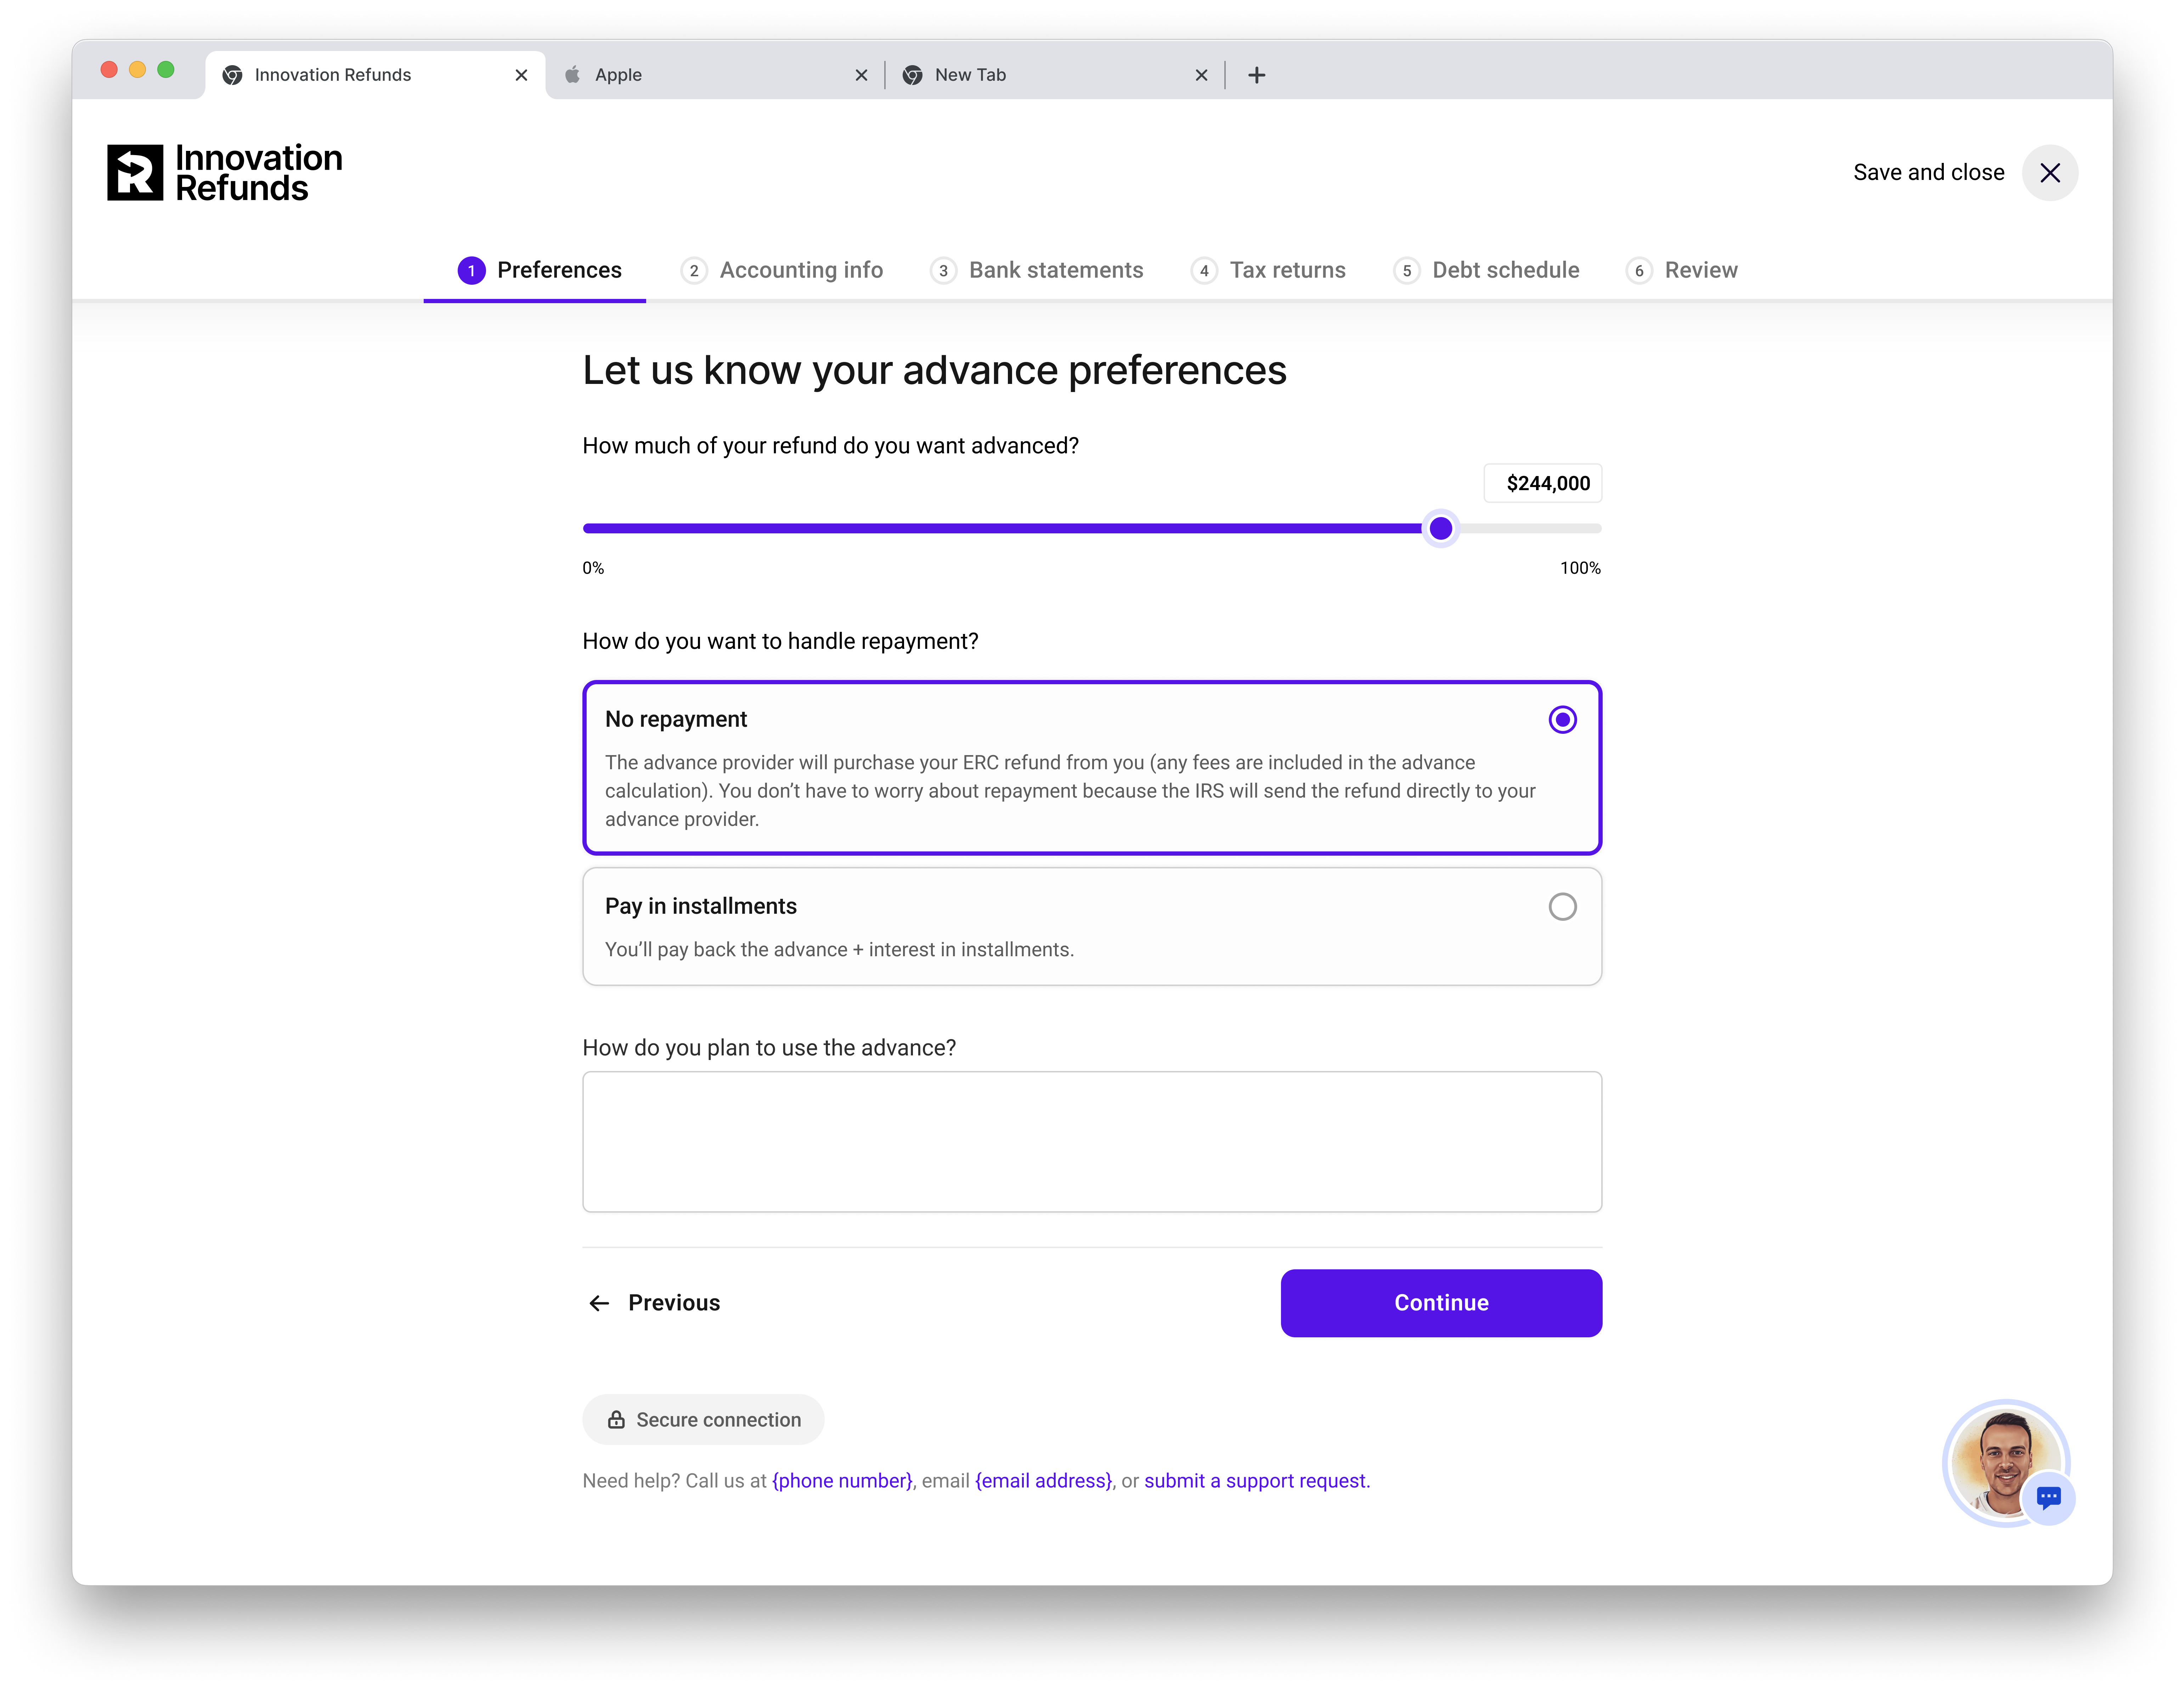 Innovation Refunds
Apple
New Tab
Innovation
Refunds
Save and close
1 Preferences
2 Accounting info
3 Bank statements
4 Tax returns
5 Debt schedule
6 Review
Let us know your advance preferences
How much of your refund do you want advanced?
$244,000
0%
100%
How do you want to handle repayment?
No repayment
The advance provider will purchase your ERC refund from you (any fees are included in the advance
calculation). You don’t have to worry about repayment because the IRS will send the refund directly to your
advance provider.
Pay in installments
You’ll pay back the advance + interest in installments.
How do you plan to use the advance?
Previous
Continue
Secure connection
Need help? Call us at {phone number}, email {email address}, or submit a support request.